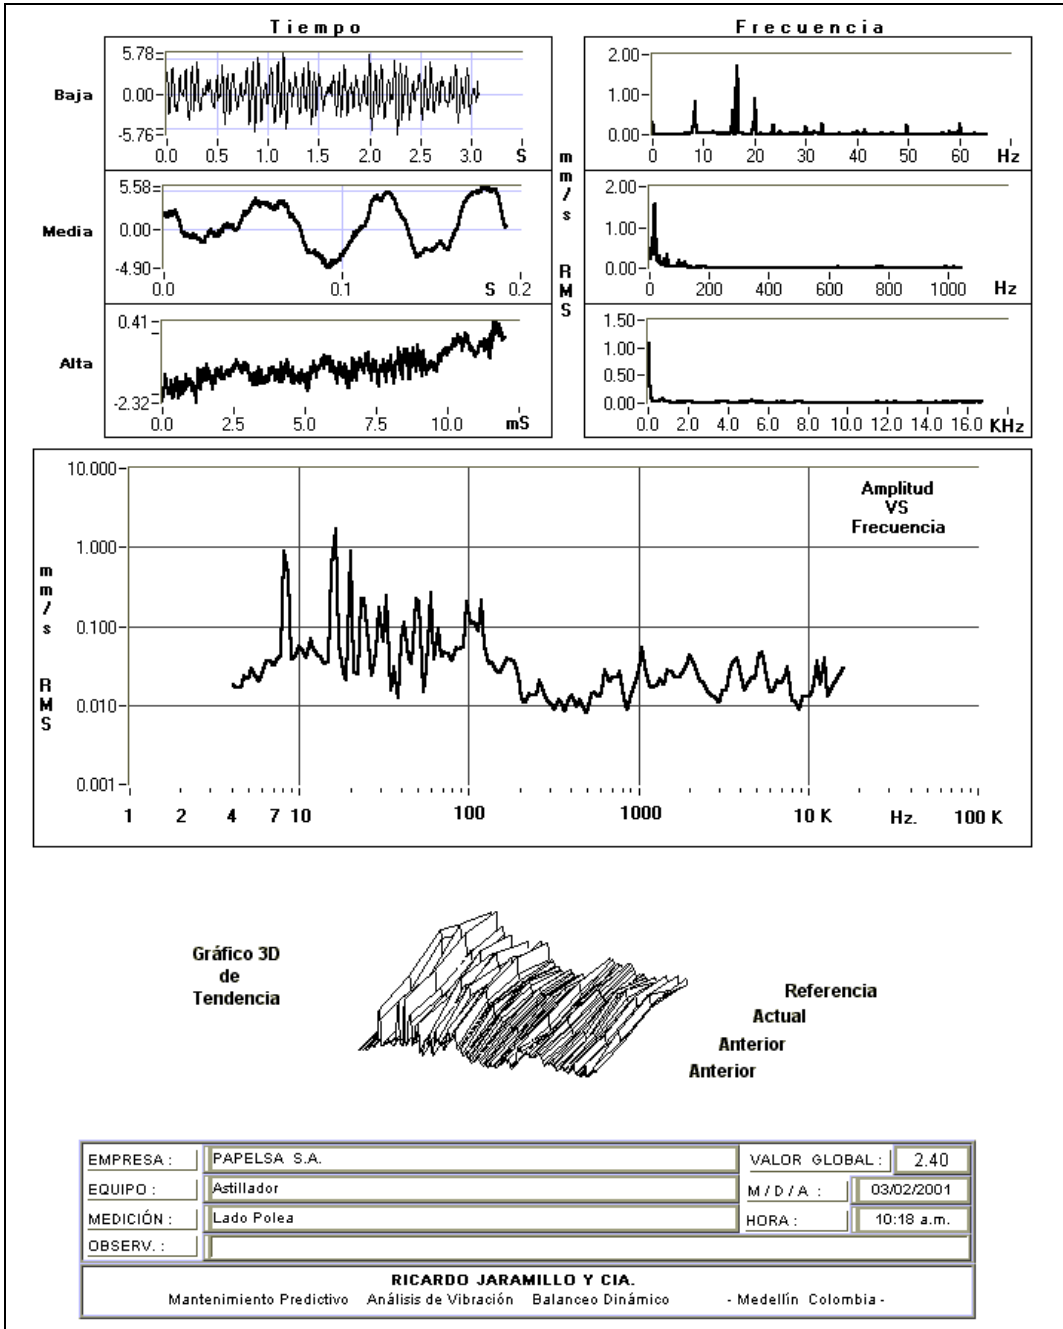 Tiempo
Frecuencia
Baja
5.78
0.00
-5.76
0.0 0.5 1.0 1.5 2.0 2.5 3.0 S
2.00
1.00
0.00
0 10 20 30 40 50 60 Hz
mm/s RMS
Media
5.58
0.00
-4.90
0.0 0.1 S 0.2
2.00
1.00
0.00
0 200 400 600 800 1000 Hz
Alta
0.41
-2.32
0.0 2.5 5.0 7.5 10.0 mS
1.50
1.00
0.50
0.00
0.0 2.0 4.0 6.0 8.0 10.0 12.0 14.0 16.0 KHz
Amplitud
VS
Frecuencia
mm/s RMS
10.000
1.000
0.100
0.010
0.001
1 2 4 7 10 100 1000 10 K Hz. 100 K
Gráfico 3D
de
Tendencia
Referencia
Actual
Anterior
Anterior
EMPRESA : PAPELSA S.A. VALOR GLOBAL : 2.40
EQUIPO : Astillador M / D / A : 03/02/2001
MEDICIÓN : Lado Polea HORA : 10:18 a.m.
OBSERV. :
RICARDO JARAMILLO Y CIA.
Mantenimiento Predictivo Análisis de Vibración Balanceo Dinámico - Medellín Colombia -